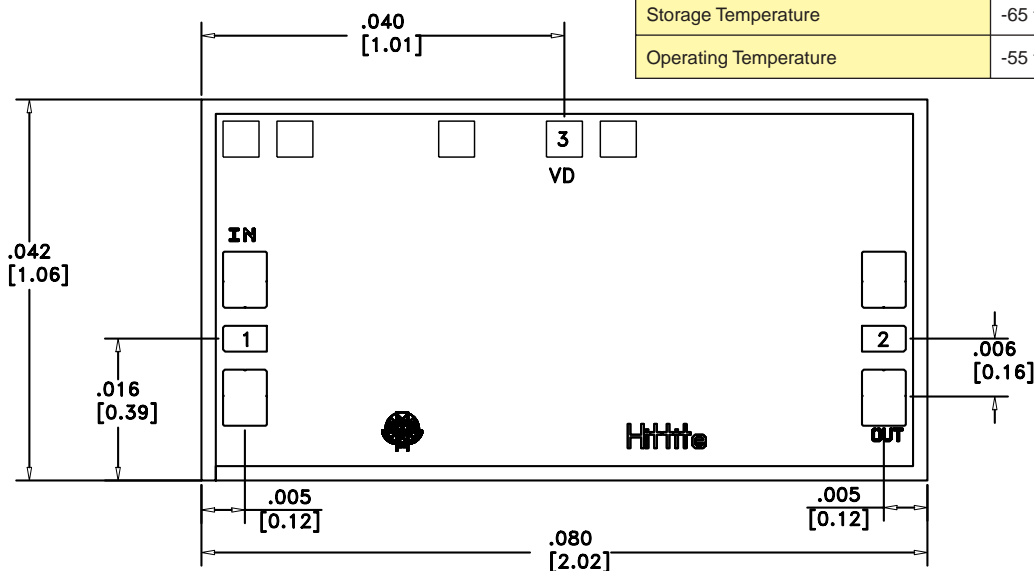 Storage Temperature -65
Operating Temperature -55
.040
[1.01]
3
VD
.042
[1.06]
IN
1
2
.006
[0.16]
.016
[0.39]
Hittite
OUT
.005
[0.12]
.005
[0.12]
.080
[2.02]